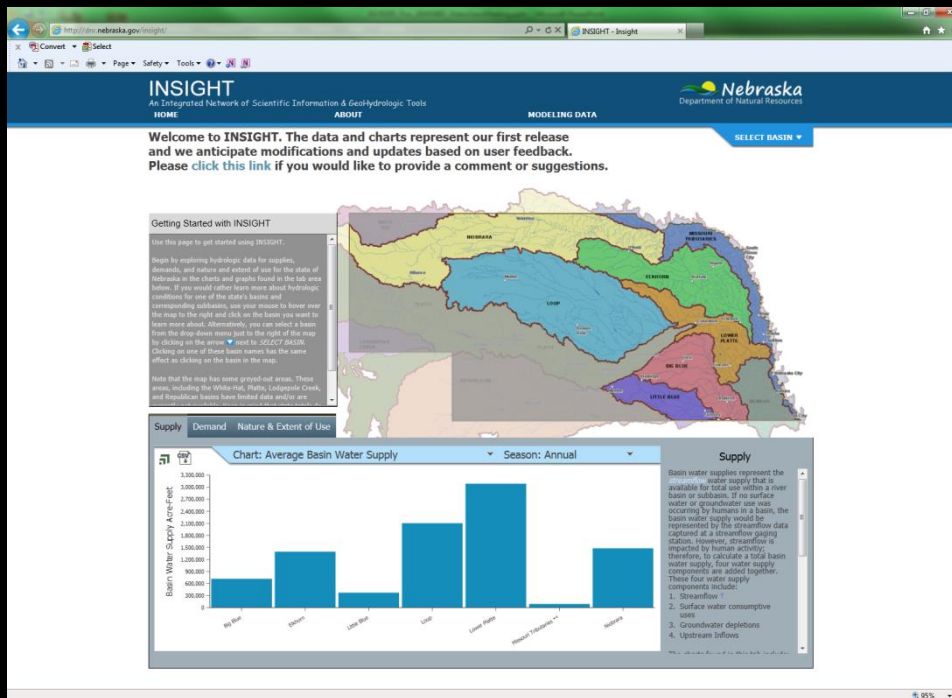 http://dnr.nebraska.gov/insight/
INSIGHT - Insight
Convert
Select
Page
Safety
Tools
INSIGHT
An Integrated Network of Scientific Information & GeoHydrologic Tools
Nebraska
Department of Natural Resources
HOME
ABOUT
MODELING DATA
SELECT BASIN
Welcome to INSIGHT. The data and charts represent our first release
and we anticipate modifications and updates based on user feedback.
Please click this link if you would like to provide a comment or suggestions.
Getting Started with INSIGHT
Use this page to get started using INSIGHT.
Begin by exploring hydrologic data for supplies,
demands, and nature and extent of use for the state of
Nebraska in the charts and graphs found in the tab area
below. If you would rather learn more about hydrologic
conditions for one of the state's basins and
corresponding subbasins, use your mouse to hover over
the map to the right and click on the basin you want to
learn more about. Alternatively, you can select a basin
from the drop-down menu just to the right of the map
by clicking on the arrow next to SELECT BASIN.
Clicking on one of these basin names has the same
effect as clicking on the basin in the map.
Note that the map has some greyed-out areas. These
areas, including the White-Hat, Platte, Lodgepole Creek,
and Republican basins have limited data and/or are
NIOBRARA
MISSOURI
TRIBUTARIES
ELKHORN
LOUP
LOWER
PLATTE
BIG BLUE
LITTLE BLUE
Supply
Demand
Nature & Extent of Use
Chart: Average Basin Water Supply
Season: Annual
Basin Water Supply Acre-Feet
3,300,000
3,000,000
2,700,000
2,400,000
2,100,000
1,800,000
1,500,000
1,200,000
900,000
600,000
300,000
0
Big Blue
Elkhorn
Little Blue
Loup
Lower Platte
Missouri Tributaries **
Niobrara
Supply
Basin water supplies represent the
streamflow water supply that is
available for total use within a river
basin or subbasin. If no surface
water or groundwater use was
occurring by humans in a basin, the
basin water supply would be
represented by the streamflow data
captured at a streamflow gaging
station. However, streamflow is
impacted by human activity;
therefore, to calculate a total basin
water supply, four water supply
components are added together.
These four water supply
components include:
1. Streamflow
2. Surface water consumptive
uses
3. Groundwater depletions
4. Upstream Inflows
95%